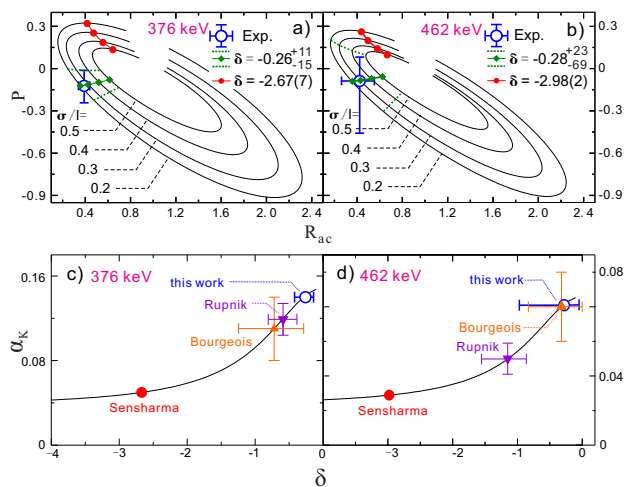 376 keV a)
Exp.
δ = -0.26 +11 -15
δ = -2.67(7)
462 keV b)
Exp.
δ = -0.28 +23 -69
δ = -2.98(2)
0.3
0
-0.3
-0.6
-0.9
P
σ/I=
0.5
0.4
0.3
0.2
σ/I=
0.5
0.4
0.3
0.2
0.3
0
-0.3
-0.6
-0.9
0.4 1.2 1.6 2.0 2.4 0.4 0.8 1.2 1.6 2.0 2.4
R ac
c) 376 keV
this work
Rupnik
Bourgeois
Sensharma
d) 462 keV
this work
Bourgeois
Rupnik
Sensharma
0.16
0.12
0.08
0.04
0
α K
0.08
0.04
0.00
−4 −3 −2 −1 0 −3 −2 −1 0
δ